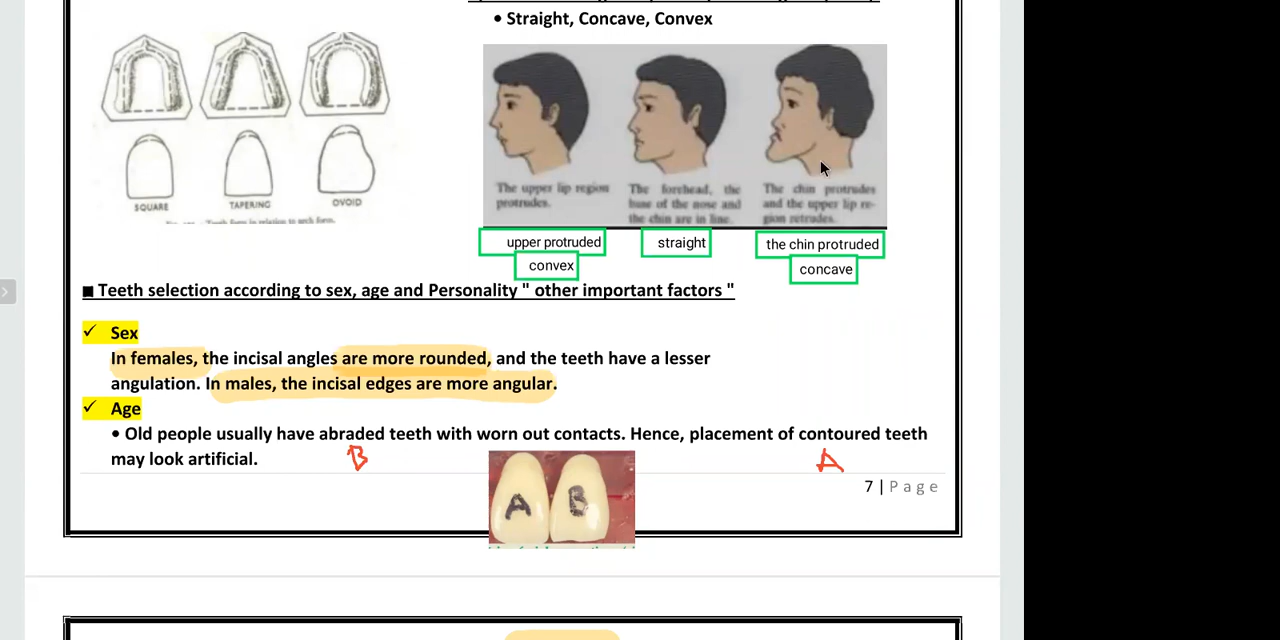 • Straight, Concave, Convex
SQUARE
TAPERING
OVOID
The upper lip region
protrudes.
The forehead, the
base of the nose and
the chin are in line.
The chin protrudes
and the upper lip re-
gion retrudes.
upper protruded
convex
straight
the chin protruded
concave
■ Teeth selection according to sex, age and Personality " other important factors "
✓ Sex
In females, the incisal angles are more rounded, and the teeth have a lesser
angulation. In males, the incisal edges are more angular.
✓ Age
• Old people usually have abraded teeth with worn out contacts. Hence, placement of contoured teeth
may look artificial.
B
A
A
B
7 | Page